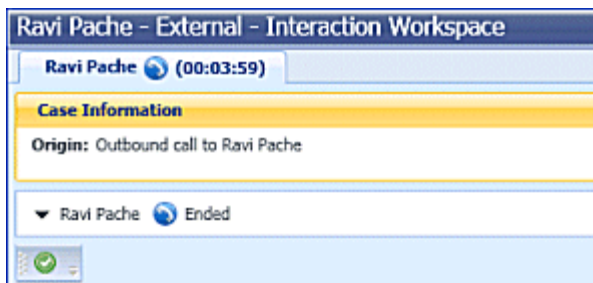 Ravi Pache - External - Interaction Workspace
Ravi Pache (00:03:59)
Case Information
Origin: Outbound call to Ravi Pache
Ravi Pache Ended